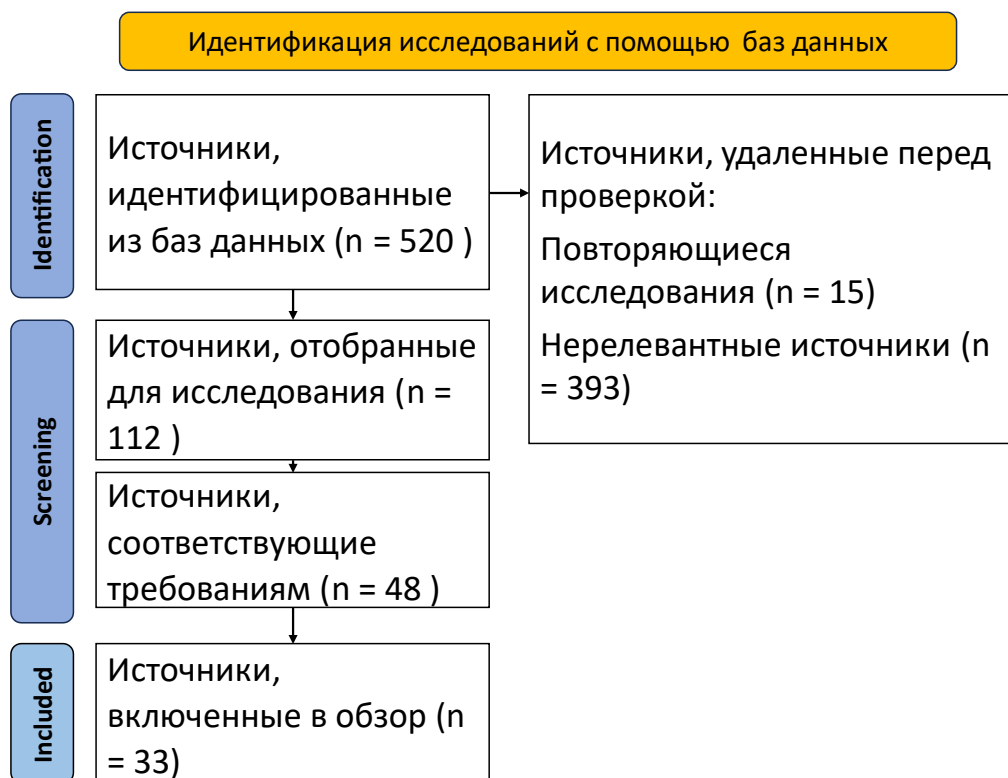 Идентификация исследований с помощью баз данных
Identification
Источники,
идентифицированные
из баз данных (n = 520 )
Источники, удаленные перед
проверкой:
Повторяющиеся
исследования (n = 15)
Нерелевантные источники (n
= 393)
Screening
Источники, отобранные
для исследования (n =
112 )
Источники,
соответствующие
требованиям (n = 48 )
Included
Источники,
включенные в обзор (n
= 33)